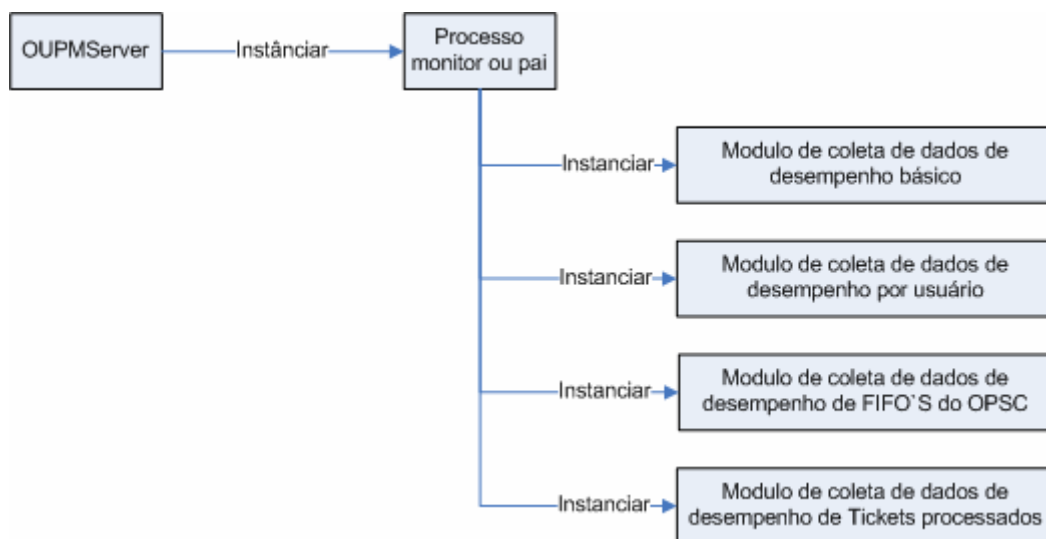 OUPMServer
Instânciar
Processo
monitor ou pai
Instanciar
Modulo de coleta de dados de
desempenho básico
Instanciar
Modulo de coleta de dados de
desempenho por usuário
Instanciar
Modulo de coleta de dados de
desempenho de FIFO`S do OPSC
Instanciar
Modulo de coleta de dados de
desempenho de Tickets processados